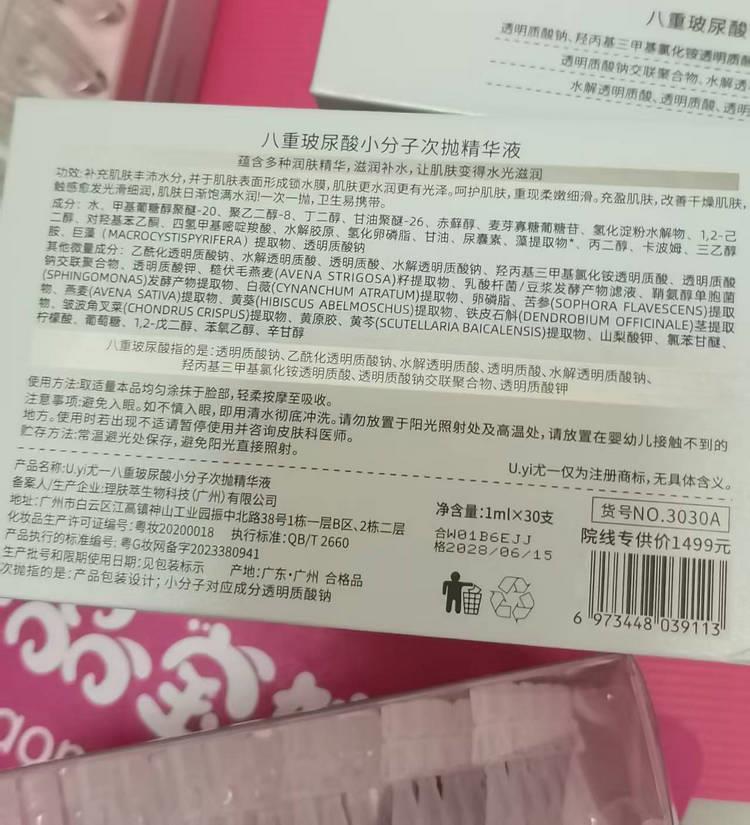 八重玻尿酸
透明质酸钠、羟丙基三甲基氯化铵透明质酸
透明质酸钠交联聚合物、水解透
水解透明质酸、透明质酸、透明
八重玻尿酸小分子次抛精华液
蕴含多种润肤精华，滋润补水，让肌肤变得水光滋润
功效：补充肌肤丰沛水分，并于肌肤表面形成锁水膜，肌肤更水润更有光泽。呵护肌肤，重现柔嫩细滑。充盈肌肤，改善干燥肌肤，
触感愈发光滑细润，肌肤日渐饱满水润！一次一抛，卫生易携带。
成分：水、甲基葡糖醇聚醚-20、聚乙二醇-8、丁二醇、甘油聚醚-26、赤藓醇、麦芽寡糖葡糖苷、氢化淀粉水解物、1,2-己
二醇、对羟基苯乙酮、四氢甲基嘧啶羧酸、水解胶原、氢化卵磷脂、甘油、尿囊素、藻提取物*、丙二醇、卡波姆、三乙醇
胺、巨藻（MACROCYSTISPYRIFERA）提取物、透明质酸钠
其他微量成分：乙酰化透明质酸钠、水解透明质酸、透明质酸、水解透明质酸钠、羟丙基三甲基氯化铵透明质酸、透明质酸
钠交联聚合物、透明质酸钾、糙伏毛燕麦(AVENA STRIGOSA)籽提取物、乳酸杆菌/豆浆发酵产物滤液、鞘氨醇单胞菌
(SPHINGOMONAS)发酵产物提取物、白薇(CYNANCHUM ATRATUM)提取物、卵磷脂、苦参(SOPHORA FLAVESCENS)提取
物、燕麦(AVENA SATIVA)提取物、黄葵(HIBISCUS ABELMOSCHUS)提取物、铁皮石斛(DENDROBIUM OFFICINALE)茎提取
物、皱波角叉菜(CHONDRUS CRISPUS)提取物、黄原胶、黄芩(SCUTELLARIA BAICALENSIS)提取物、山梨酸钾、氯苯甘醚、
柠檬酸、葡萄糖、1,2-戊二醇、苯氧乙醇、辛甘醇
八重玻尿酸指的是：透明质酸钠、乙酰化透明质酸钠、水解透明质酸、透明质酸、水解透明质酸钠、
羟丙基三甲基氯化铵透明质酸、透明质酸钠交联聚合物、透明质酸钾
使用方法：取适量本品均匀涂抹于脸部，轻柔按摩至吸收。
注意事项：避免入眼。如不慎入眼，即用清水彻底冲洗。请勿放置于阳光照射处及高温处，请放置在婴幼儿接触不到的
地方。使用时若出现不适请暂停使用并咨询皮肤科医师。
贮存方法：常温避光处保存，避免阳光直接照射。
U.yi尤一仅为注册商标，无具体含义。
产品名称：U.yi尤一八重玻尿酸小分子次抛精华液
备案人/生产企业：理肤萃生物科技（广州）有限公司
地址：广州市白云区江高镇神山工业园振中北路38号1栋一层B区、2栋二层
化妆品生产许可证编号：粤妆20200018 执行标准：QB/T 2660
产品执行的标准编号：粤G妆网备字2023380941
生产批号和限期使用日期：见包装标示 产地：广东·广州 合格品
次抛指的是：产品包装设计；小分子对应成分透明质酸钠
净含量：1ml×30支
合W01B6EJJ
格2028/06/15
货号NO.3030A
院线专供价1499元
6 973448 039113